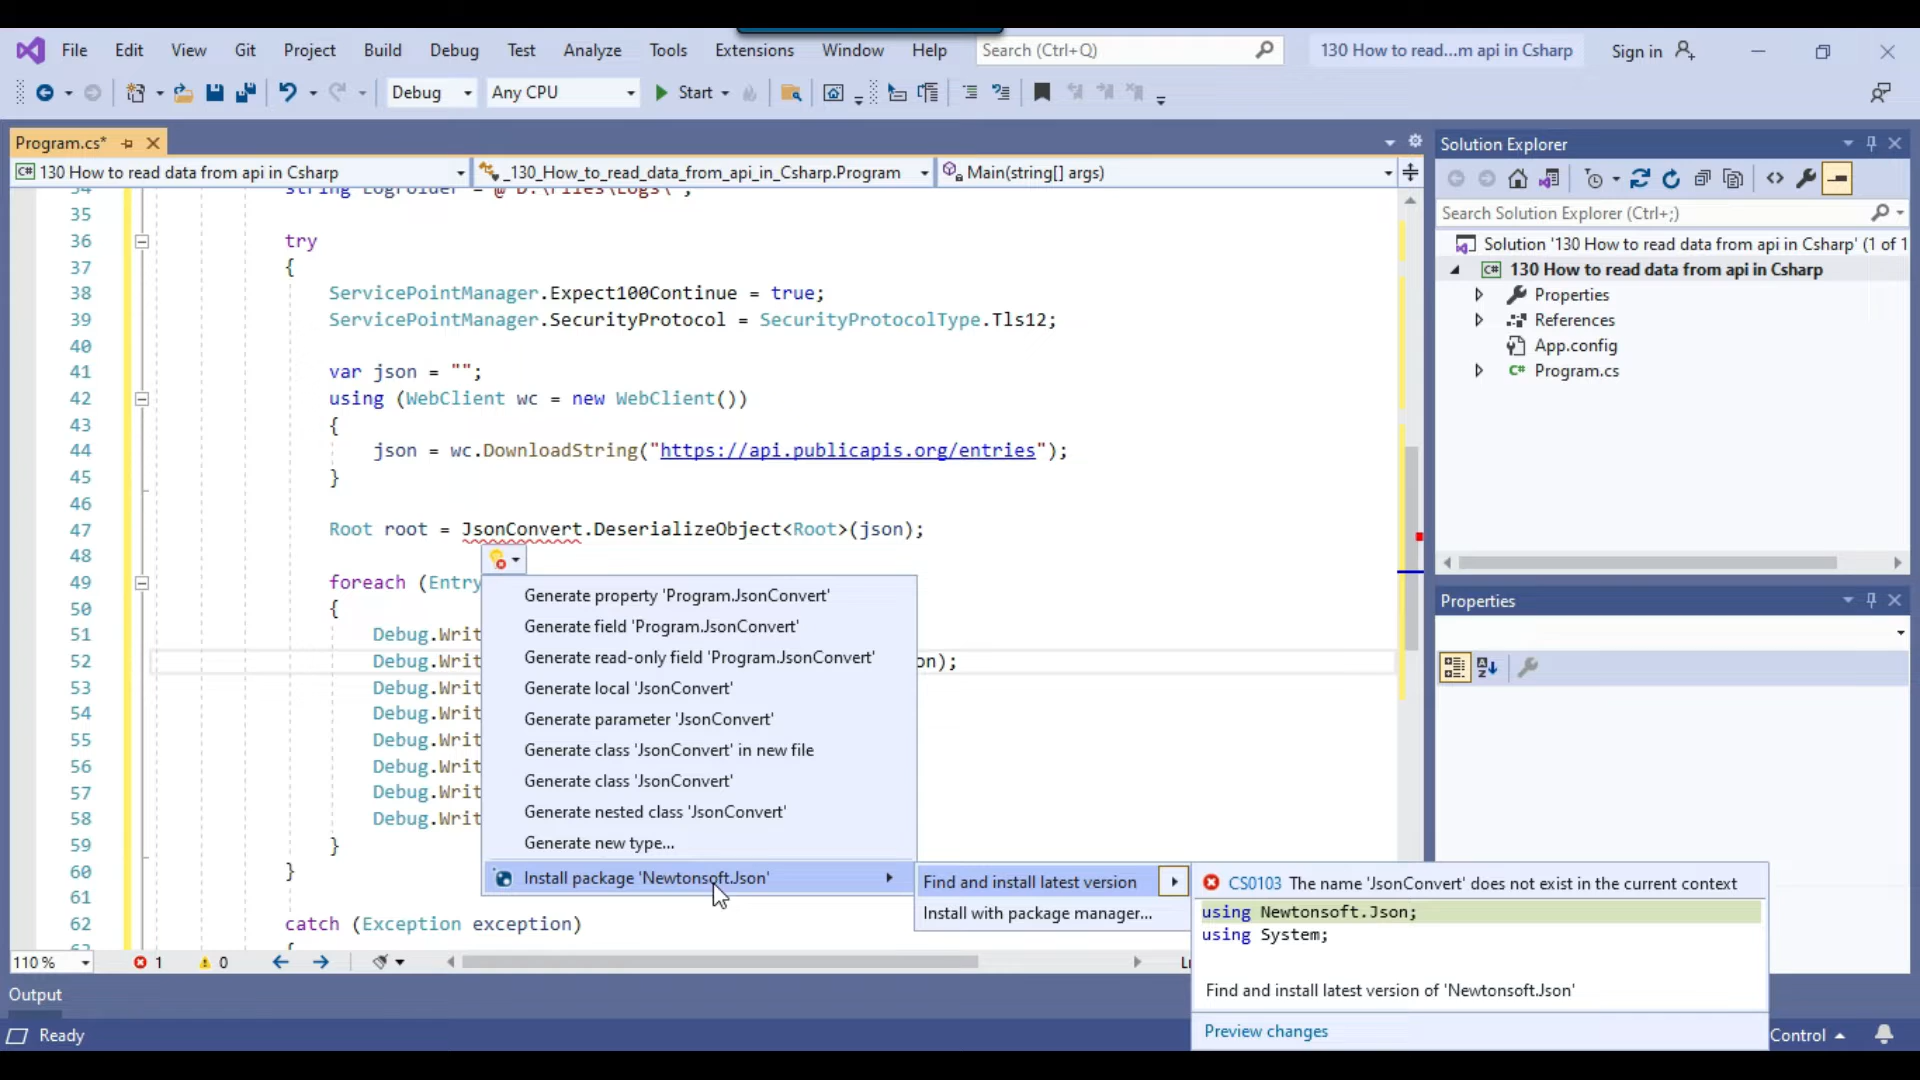 File Edit View Git Project Build Debug Test Analyze Tools Extensions Window Help Search (Ctrl+Q) 130 How to read...m api in Csharp Sign in
Debug Any CPU Start
Program.cs*
C# 130 How to read data from api in Csharp _130_How_to_read_data_from_api_in_Csharp.Program Main(string[] args)
34 string LogFolder = @"D:\Files\Logs\";
35
36 try
37 {
38 ServicePointManager.Expect100Continue = true;
39 ServicePointManager.SecurityProtocol = SecurityProtocolType.Tls12;
40
41 var json = "";
42 using (WebClient wc = new WebClient())
43 {
44 json = wc.DownloadString("https://api.publicapis.org/entries");
45 }
46
47 Root root = JsonConvert.DeserializeObject<Root>(json);
48
49 foreach (Entry
50 {
51 Debug.Writ
52 Debug.Writ on);
53 Debug.Writ
54 Debug.Writ
55 Debug.Writ
56 Debug.Writ
57 Debug.Writ
58 Debug.Writ
59 }
60 }
61
62 catch (Exception exception)
{
Generate property 'Program.JsonConvert'
Generate field 'Program.JsonConvert'
Generate read-only field 'Program.JsonConvert'
Generate local 'JsonConvert'
Generate parameter 'JsonConvert'
Generate class 'JsonConvert' in new file
Generate class 'JsonConvert'
Generate nested class 'JsonConvert'
Generate new type...
Install package 'Newtonsoft.Json'
Find and install latest version
Install with package manager...
CS0103 The name 'JsonConvert' does not exist in the current context
using Newtonsoft.Json;
using System;
Find and install latest version of 'Newtonsoft.Json'
Preview changes
Solution Explorer
Search Solution Explorer (Ctrl+;)
Solution '130 How to read data from api in Csharp' (1 of 1
C# 130 How to read data from api in Csharp
Properties
References
App.config
C# Program.cs
Properties
110 % 1 0
Output
Ready
Control